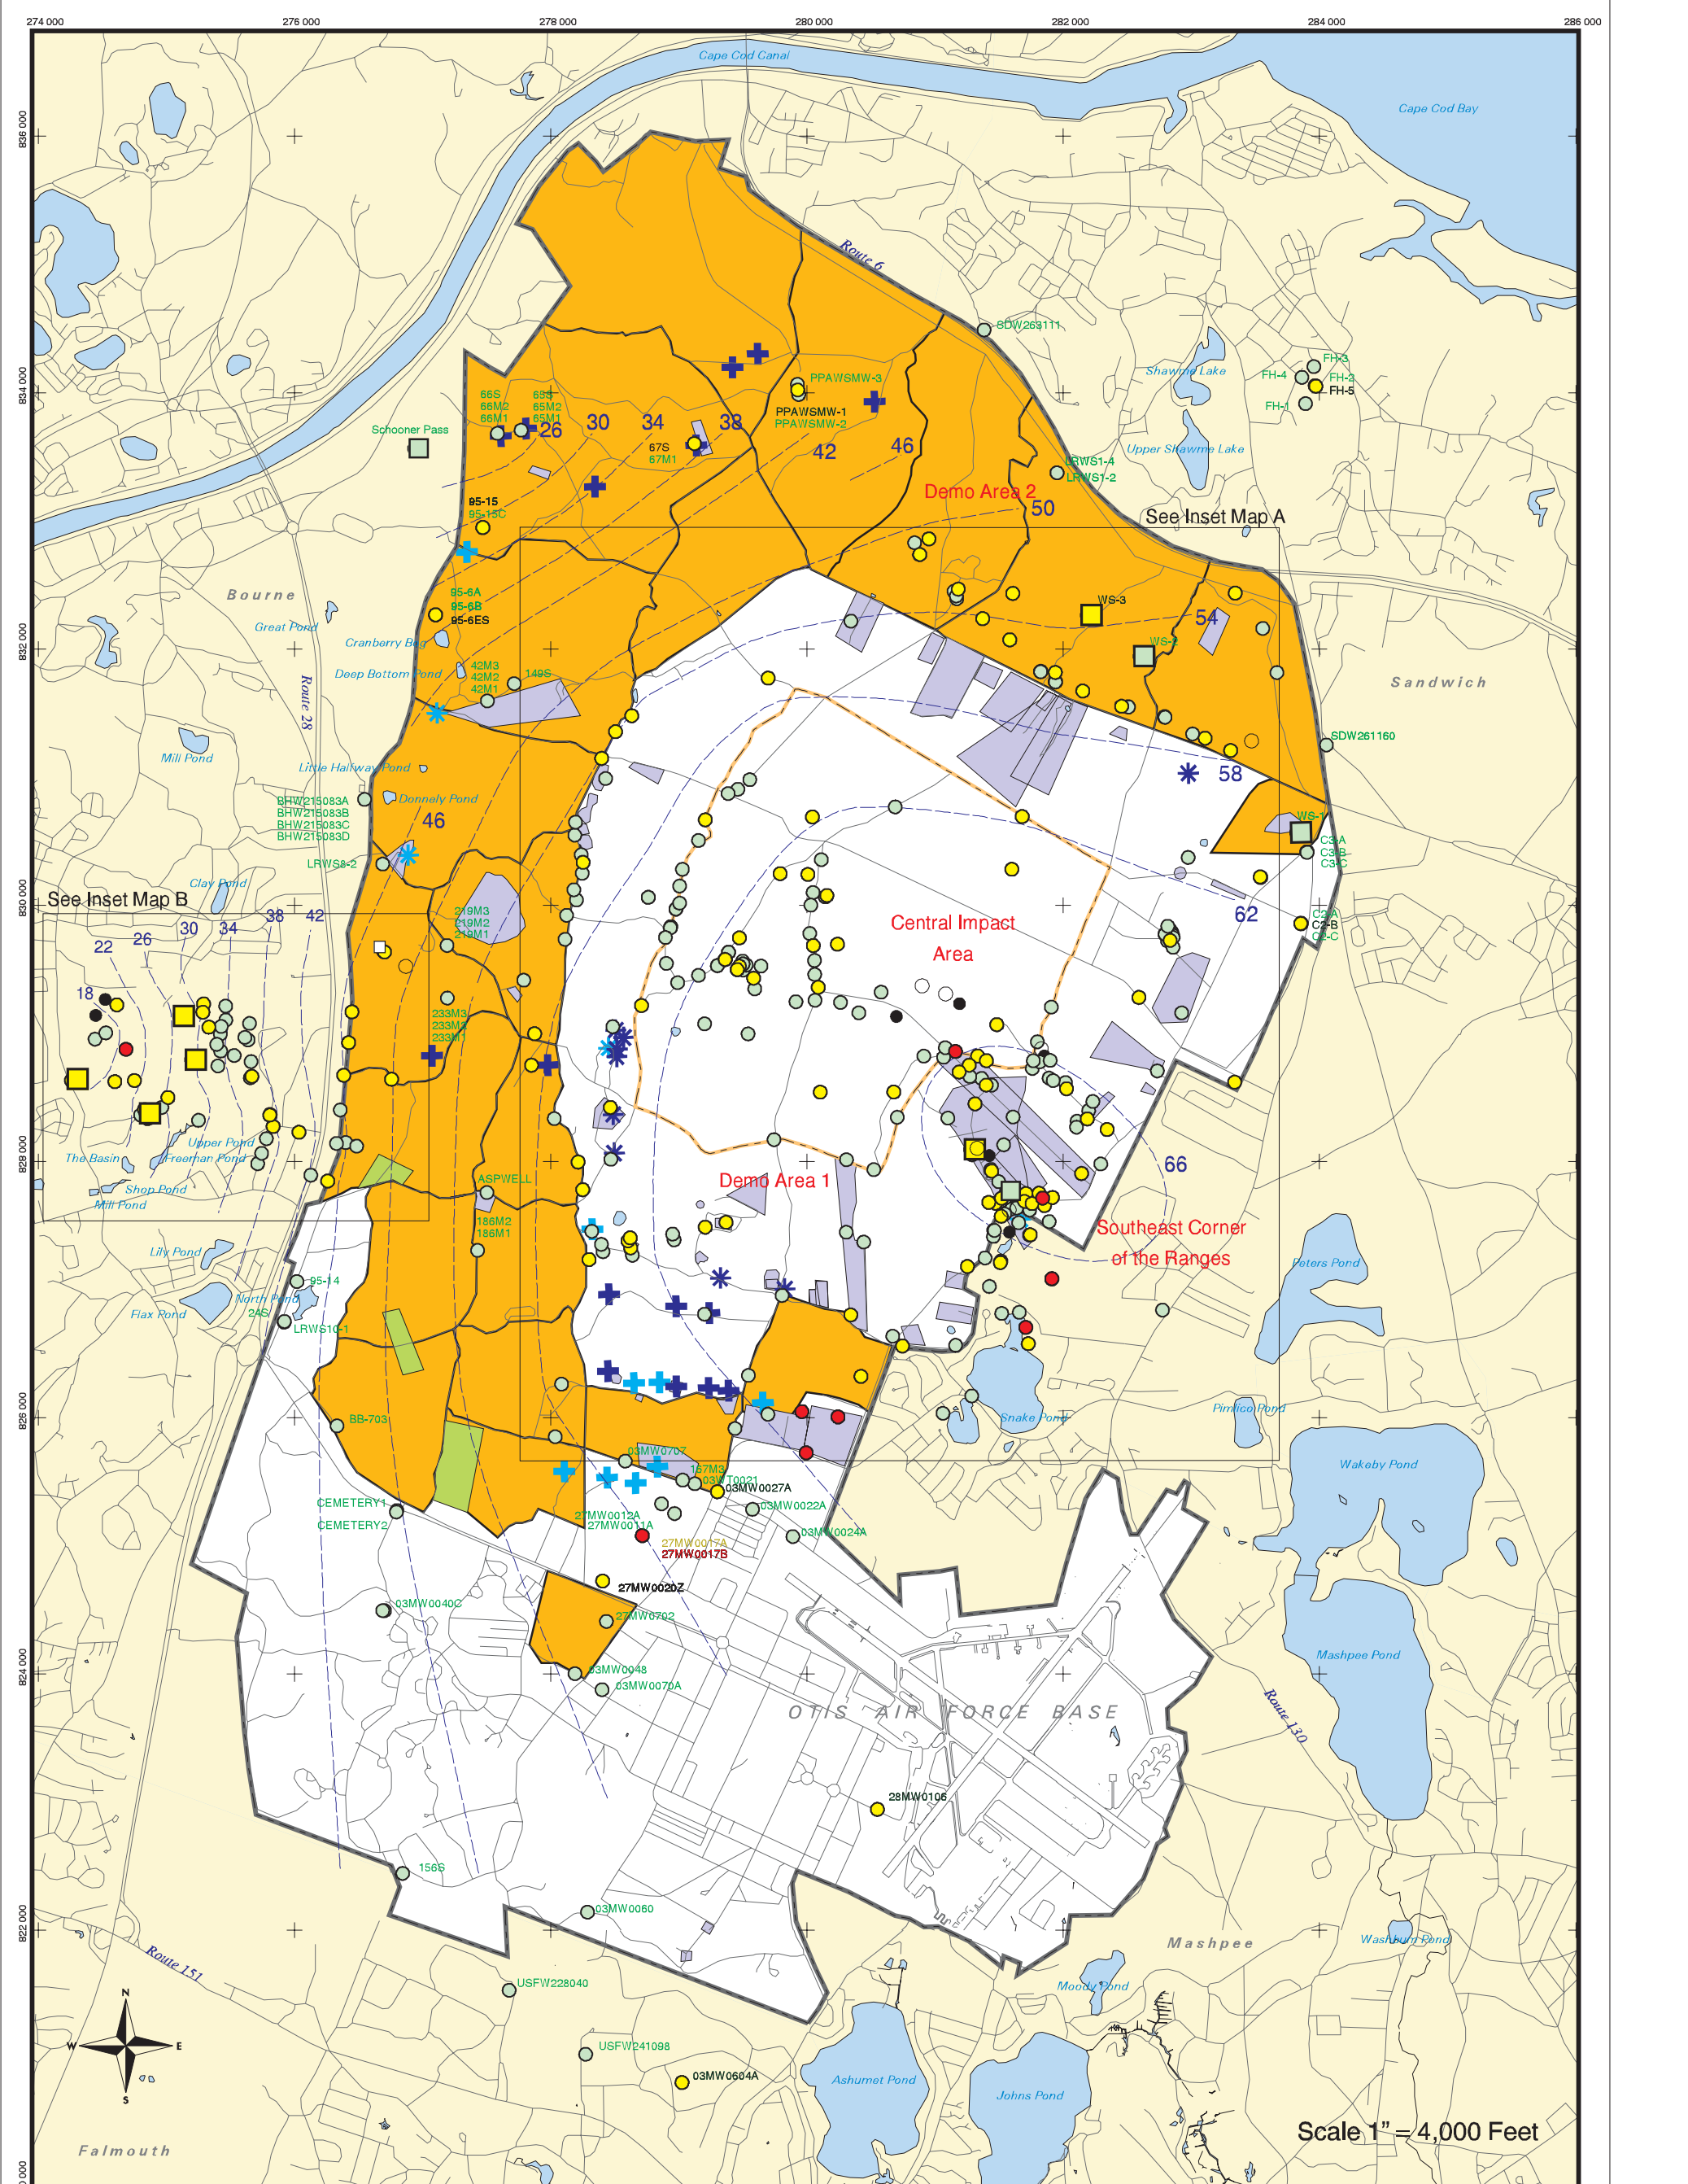 274 000 276 000 278 000 280 000 282 000 284 000 286 000
Cape Cod Canal
Cape Cod Bay
836 000
Route 6
SDW263111
834 000
Shawme Lake
FH-3
FH-4
FH-2
FH-5
FH-1
PPAWSMW-3
PPAWSMW-1
PPAWSMW-2
66S
66M2
66M1
65S
65M2
65M1
26
30
34
38
42
46
Schooner Pass
67S
67M1
Upper Shawme Lake
LRWS1-4
LRWS1-2
Demo Area 2
50
95-15
95-15C
See Inset Map A
95-6A
95-6B
95-6ES
Bourne
Great Pond
Cranberry Bog
WS-3
54
832 000
WS-2
Deep Bottom Pond
42M3
42M2
42M1
149S
Sandwich
Route 28
SDW261160
Mill Pond
Little Halfway Pond
58
BHW215083A
BHW215083B
BHW215083C
BHW215083D
Donnely Pond
46
WS-1
C3-A
C3-B
C3-C
LRWS8-2
Clay Pond
830 000
See Inset Map B
219M3
219M2
219M1
Central Impact
Area
62
C2-A
C2-B
C2-C
18
22
26
30
34
38
42
233M3
233M1
Upper Pond
The Basin
Freeman Pond
828 000
66
Shop Pond
Mill Pond
ASPWELL
Demo Area 1
186M2
186M1
Southeast Corner
of the Ranges
Lily Pond
95-14
Peters Pond
North Pond
24S
Flax Pond
LRWS10-1
826 000
BB-703
Snake Pond
Pimlico Pond
03MW0707
167M3
03WT0021
03MW0027A
Wakeby Pond
CEMETERY1
CEMETERY2
27MW0012A
27MW0011A
03MW0022A
03MW0024A
27MW0017A
27MW0017B
27MW0020Z
03MW0040C
27MW0702
824 000
03MW0048
03MW0070A
Mashpee Pond
OTIS AIR FORCE BASE
Route 130
28MW0106
156S
822 000
03MW0060
Mashpee
Washburn Pond
Route 151
Moody Pond
USFW228040
N
W E
S
USFW241098
03MW0604A
Ashumet Pond
Johns Pond
Scale 1" = 4,000 Feet
Falmouth